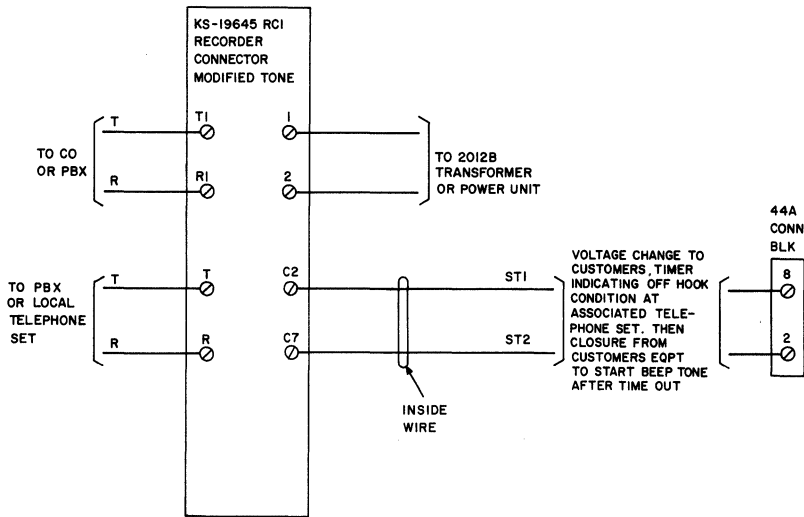 KS-19645 RC1
RECORDER
CONNECTOR
MODIFIED TONE
T
T1
1
TO CO
OR PBX
R
R1
2
TO 2012B
TRANSFORMER
OR POWER UNIT
44A
CONN
BLK
T
T
C2
ST1
TO PBX
OR LOCAL
TELEPHONE
SET
R
R
C7
ST2
VOLTAGE CHANGE TO
CUSTOMERS, TIMER
INDICATING OFF HOOK
CONDITION AT
ASSOCIATED TELE-
PHONE SET. THEN
CLOSURE FROM
CUSTOMERS EQPT
TO START BEEP TONE
AFTER TIME OUT
8
2
INSIDE
WIRE